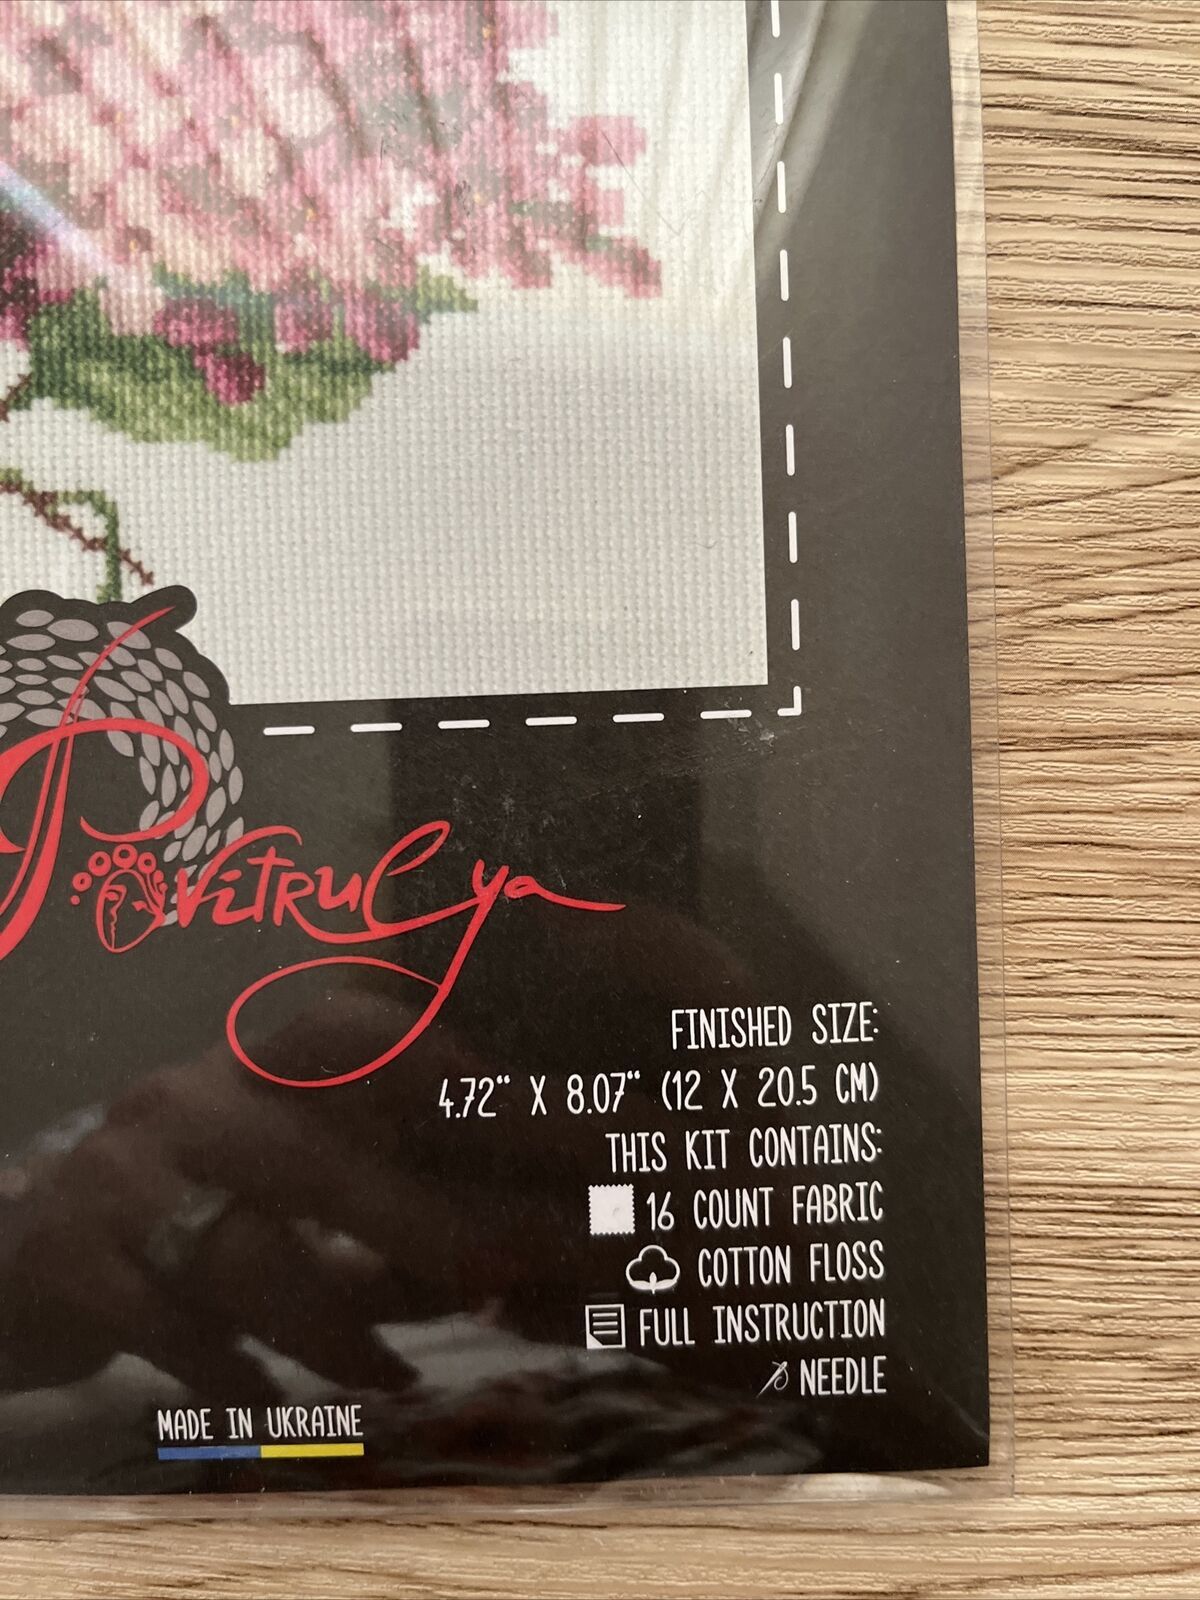 Povitrulya
FINISHED SIZE:
4.72" X 8.07" (12 X 20.5 CM)
THIS KIT CONTAINS:
16 COUNT FABRIC
COTTON FLOSS
FULL INSTRUCTION
NEEDLE
MADE IN UKRAINE